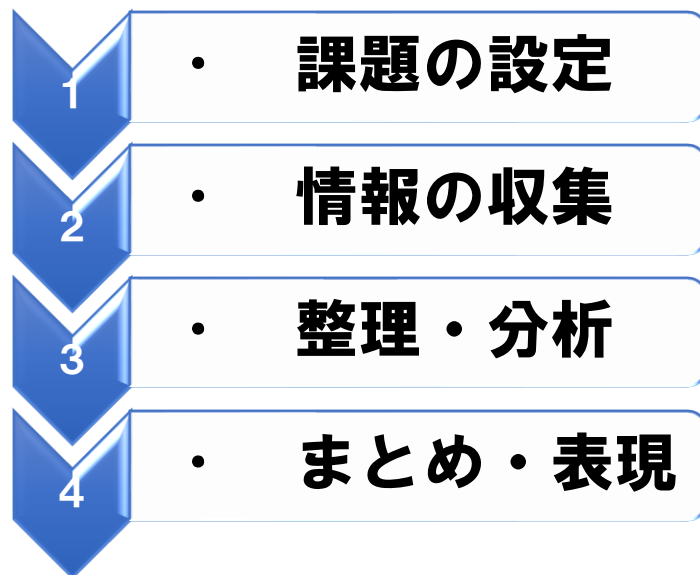 1
・ 課題の設定
2
・ 情報の収集
3
・ 整理・分析
4
・ まとめ・表現